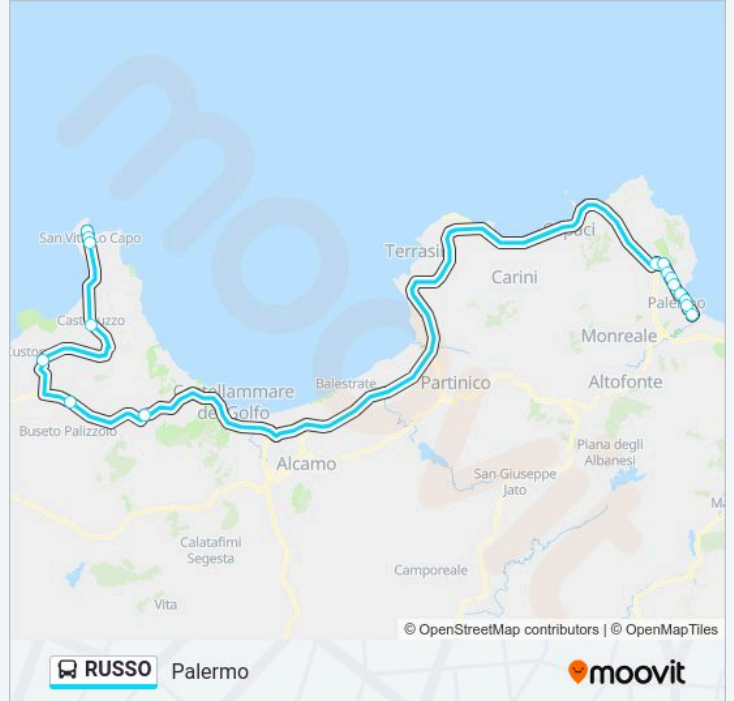 moovit
San Vito Lo Capo
Terrasini
Capaci
Carini
Palermo
Castelluzzo
Custonaci
Monreale
Balestrate
Partinico
Altofonte
Castellammare
del Golfo
Buseto Palizzolo
Alcamo
Piana degli
Albanesi
San Giuseppe
Jato
Calatafimi
Segesta
Camporeale
Vita
© OpenStreetMap contributors | © OpenMapTiles
RUSSO Palermo
moovit